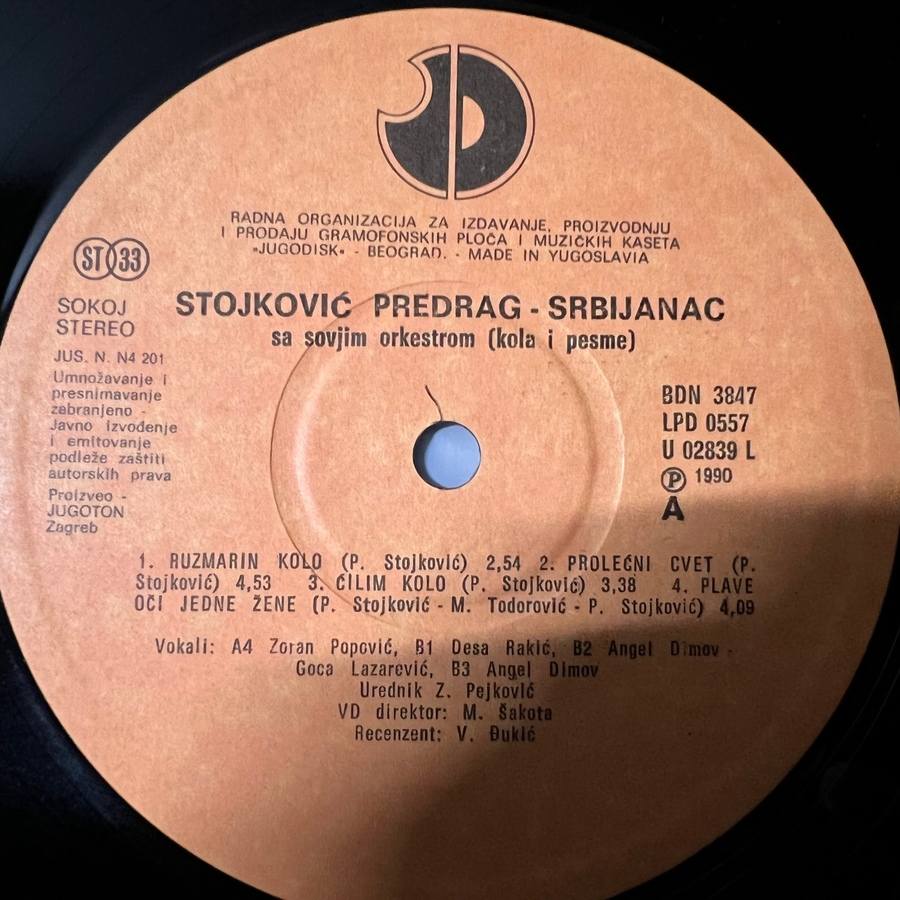 RADNA ORGANIZACIJA ZA IZDAVANJE, PROIZVODNJU
I PRODAJU GRAMOFONSKIH PLOČA I MUZIČKIH KASETA
"JUGODISK" - BEOGRAD. - MADE IN YUGOSLAVIA
ST 33
SOKOJ
STEREO
JUS. N. N4 201
Umnožavanje i
presnimavanje
zabranjeno -
Javno izvođenje
i emitovanje
podleže zaštiti
autorskih prava
Proizveo -
JUGOTON
Zagreb
STOJKOVIĆ PREDRAG - SRBIJANAC
sa sovjim orkestrom (kola i pesme)
BDN 3847
LPD 0557
U 02839 L
Ⓟ 1990
A
1. RUZMARIN KOLO (P. Stojković) 2,54 2. PROLEĆNI CVET (P.
Stojković) 4,53 3. ĆILIM KOLO (P. Stojković) 3,38 4. PLAVE
OČI JEDNE ŽENE (P. Stojković - M. Todorović - P. Stojković) 4,09
Vokali: A4 Zoran Popović, B1 Desa Rakić, B2 Angel Dimov -
Goca Lazarević, B3 Angel Dimov
Urednik Z. Pejković
VD direktor: M. Šakota
Recenzent: V. Đukić